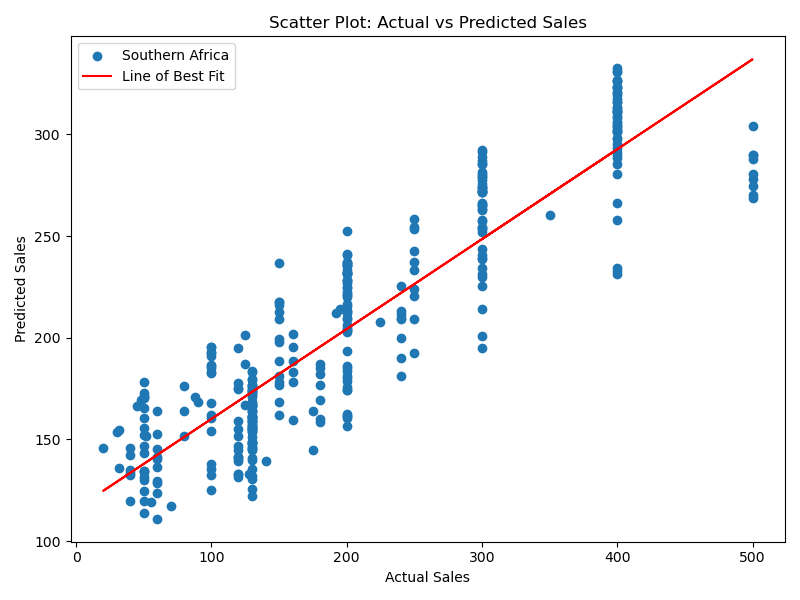 Scatter Plot: Actual vs Predicted Sales
Southern Africa
Line of Best Fit
300
250
200
150
100
Predicted Sales
0
100
200
300
400
500
Actual Sales